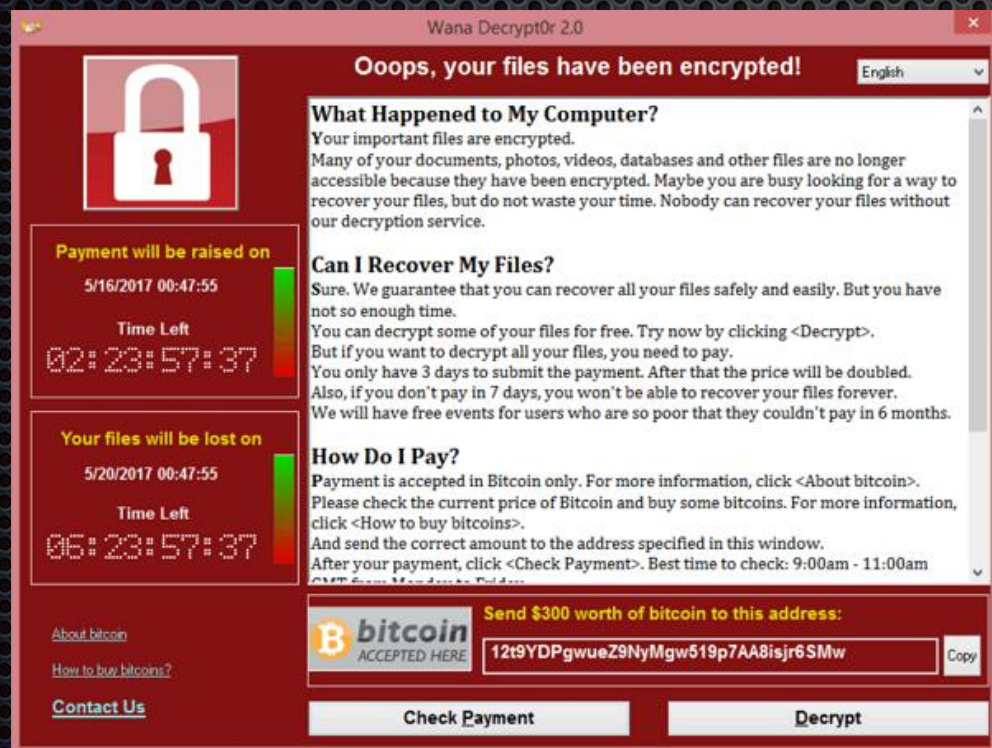 Wana Decrypt0r 2.0
Ooops, your files have been encrypted!
English
What Happened to My Computer?
Your important files are encrypted.
Many of your documents, photos, videos, databases and other files are no longer
accessible because they have been encrypted. Maybe you are busy looking for a way to
recover your files, but do not waste your time. Nobody can recover your files without
our decryption service.
Can I Recover My Files?
Sure. We guarantee that you can recover all your files safely and easily. But you have
not so enough time.
You can decrypt some of your files for free. Try now by clicking <Decrypt>.
But if you want to decrypt all your files, you need to pay.
You only have 3 days to submit the payment. After that the price will be doubled.
Also, if you don't pay in 7 days, you won't be able to recover your files forever.
We will have free events for users who are so poor that they couldn't pay in 6 months.
How Do I Pay?
Payment is accepted in Bitcoin only. For more information, click <About bitcoin>.
Please check the current price of Bitcoin and buy some bitcoins. For more information,
click <How to buy bitcoins>.
And send the correct amount to the address specified in this window.
After your payment, click <Check Payment>. Best time to check: 9:00am - 11:00am
GMT from Monday to Friday
Payment will be raised on
5/16/2017 00:47:55
Time Left
02:23:57:37
Your files will be lost on
5/20/2017 00:47:55
Time Left
06:23:57:37
About bitcoin
How to buy bitcoins?
Contact Us
bitcoin
ACCEPTED HERE
Send $300 worth of bitcoin to this address:
12t9YDPgwueZ9NyMgw519p7AA8isjr6SMw
Copy
Check Payment
Decrypt